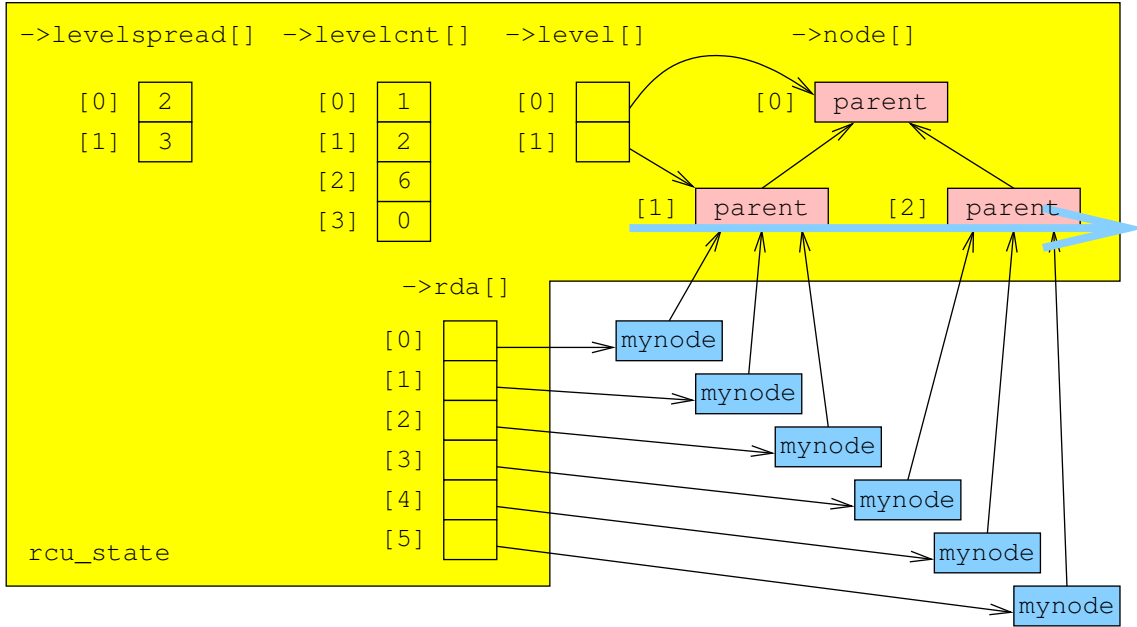 ->levelspread[] ->levelcnt[] ->level[] ->node[]
[0] 2 [0] 1 [0] [0] parent
[1] 3 [1] 2 [1]
[2] 6
[3] 0 [1] parent [2] parent
->rda[]
[0] mynode
[1] mynode
[2] mynode
[3] mynode
[4] mynode
[5] mynode
rcu_state